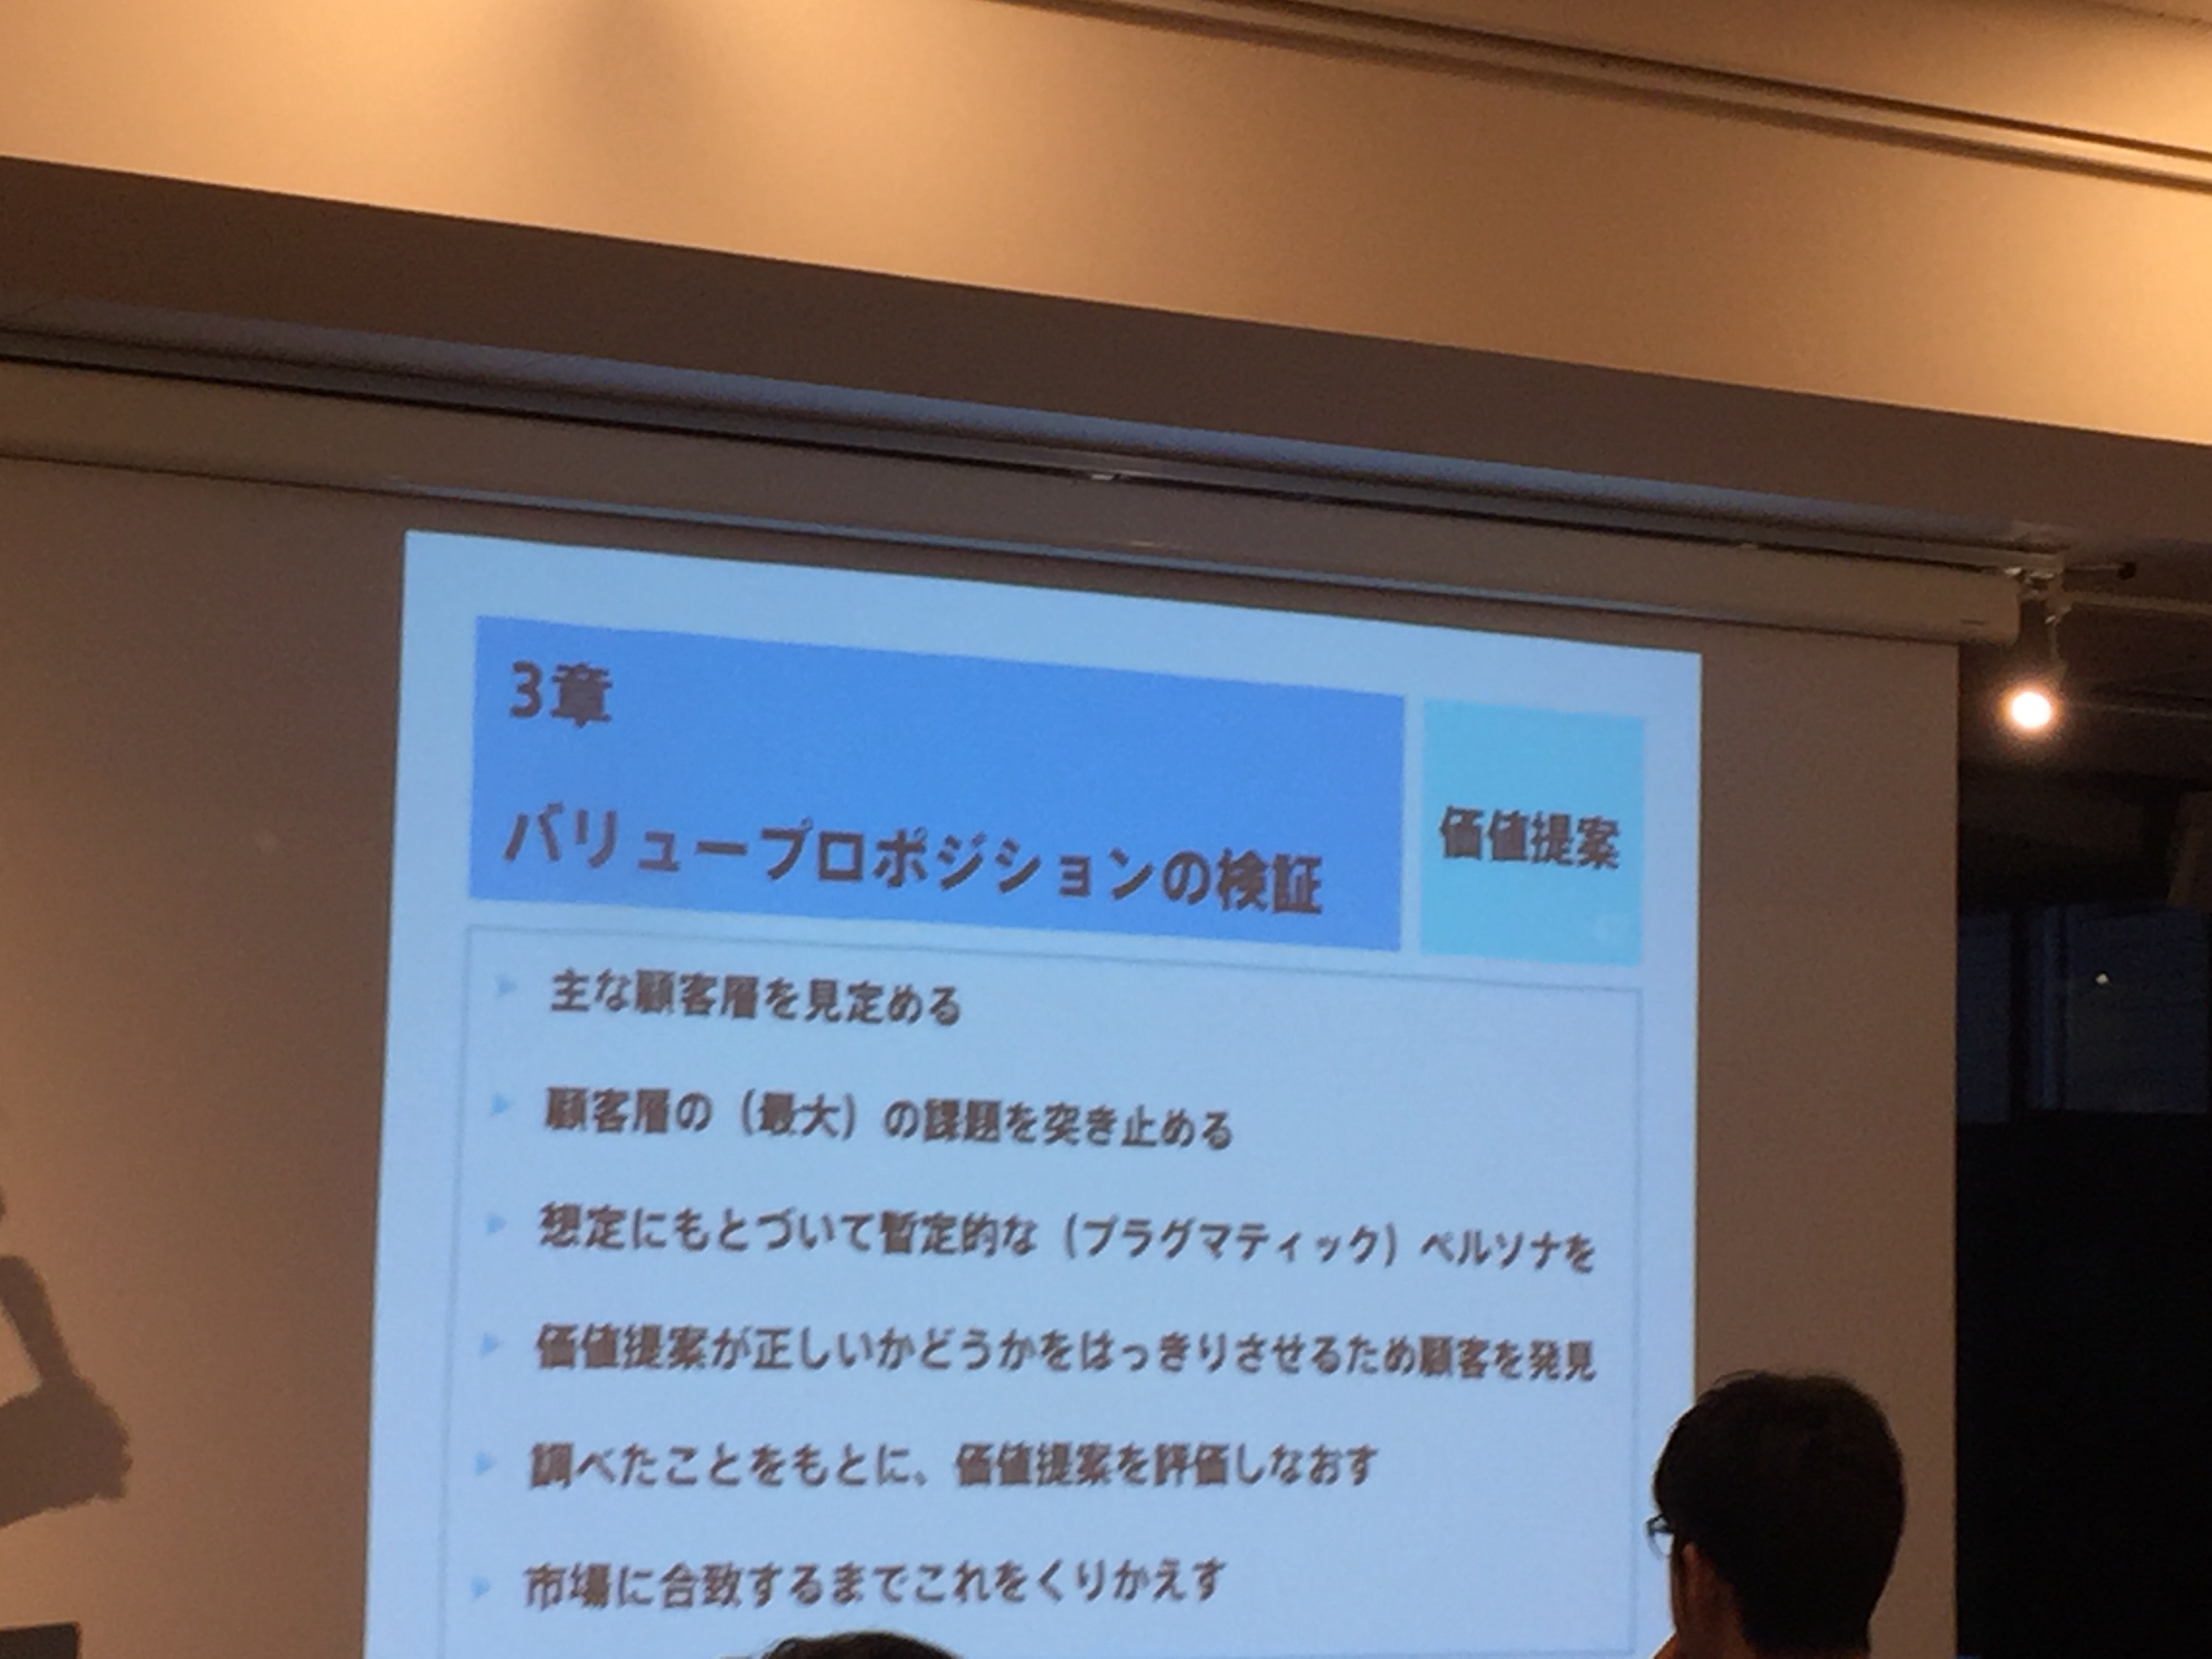 3章
バリュープロポジションの検証
価値提案
主な顧客層を見定める
顧客層の（最大）の課題を突き止める
想定にもとづいて暫定的な（プラグマティック）ペルソナを
価値提案が正しいかどうかをはっきりさせるため顧客を発見
調べたことをもとに、価値提案を評価しなおす
市場に合致するまでこれをくりかえす